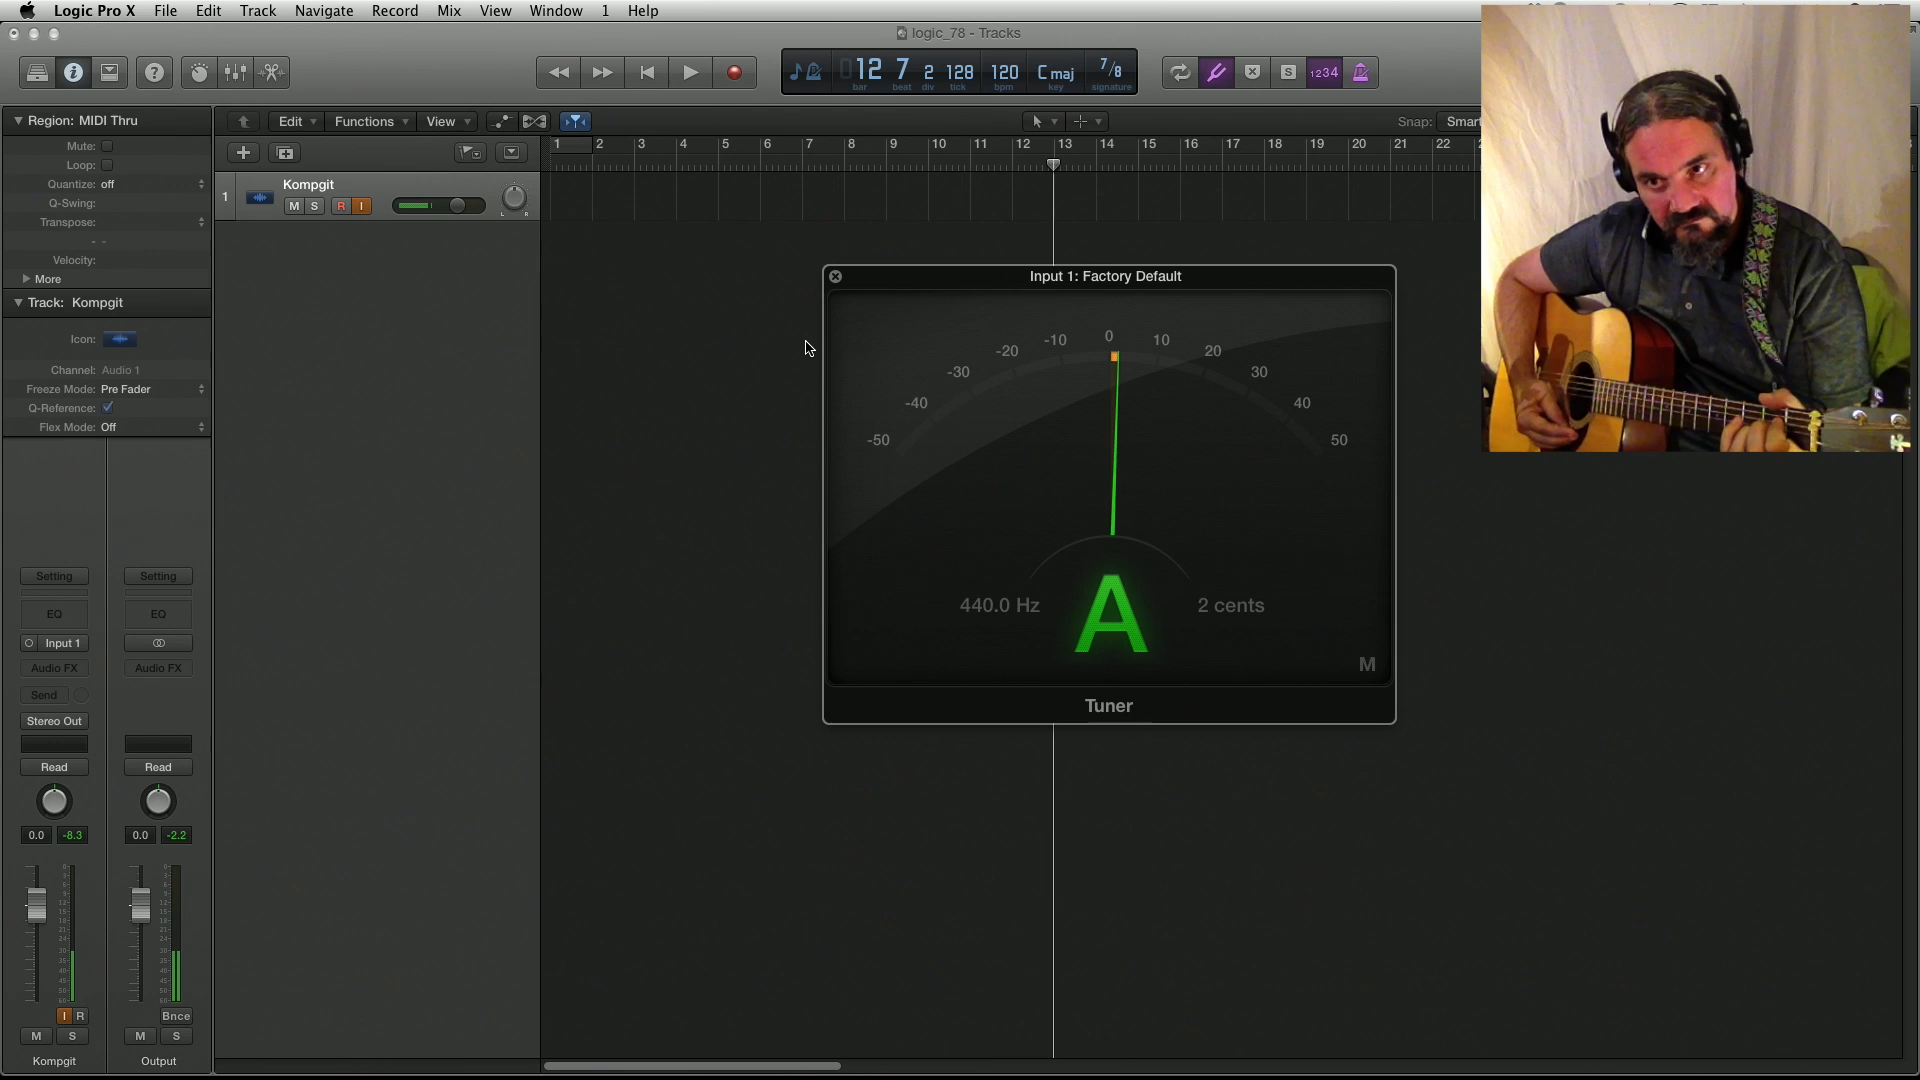 Logic Pro X File Edit Track Navigate Record Mix View Window 1 Help
logic_78 - Tracks
12 7 2 128 120 C maj 7/8
bar beat div tick bpm key signature
S 1234
Region: MIDI Thru
Edit Functions View
Snap: Smart
Mute:
Loop:
Quantize: off
Q-Swing:
Transpose:
- -
Velocity:
More
Track: Kompgit
Icon:
Channel: Audio 1
Freeze Mode: Pre Fader
Q-Reference:
Flex Mode: Off
1 2 3 4 5 6 7 8 9 10 11 12 13 14 15 16 17 18 19 20 21 22
1 Kompgit
M S R I
L R
Input 1: Factory Default
-50 -40 -30 -20 -10 0 10 20 30 40 50
440.0 Hz A 2 cents
M
Tuner
Setting Setting
EQ EQ
Input 1
Audio FX Audio FX
Send
Stereo Out
Read Read
0.0 -8.3 0.0 -2.2
I R Bnce
M S M S
Kompgit Output